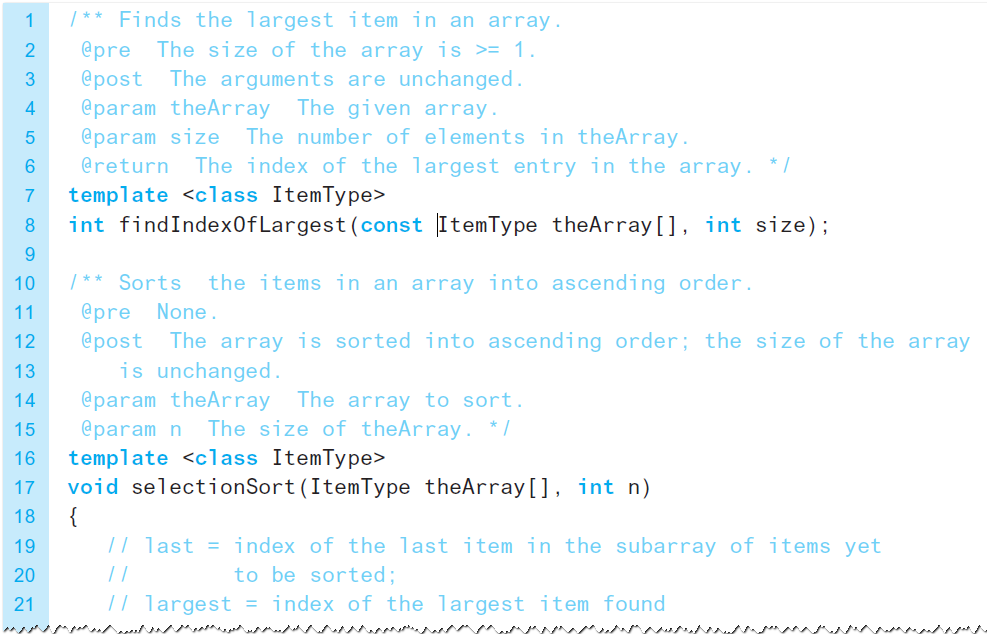 1 /** Finds the largest item in an array.
2 @pre The size of the array is >= 1.
3 @post The arguments are unchanged.
4 @param theArray The given array.
5 @param size The number of elements in theArray.
6 @return The index of the largest entry in the array. */
7 template <class ItemType>
8 int findIndexOfLargest(const ItemType theArray[], int size);
9
10 /** Sorts the items in an array into ascending order.
11 @pre None.
12 @post The array is sorted into ascending order; the size of the array
13 is unchanged.
14 @param theArray The array to sort.
15 @param n The size of theArray. */
16 template <class ItemType>
17 void selectionSort(ItemType theArray[], int n)
18 {
19 // last = index of the last item in the subarray of items yet
20 // to be sorted;
21 // largest = index of the largest item found